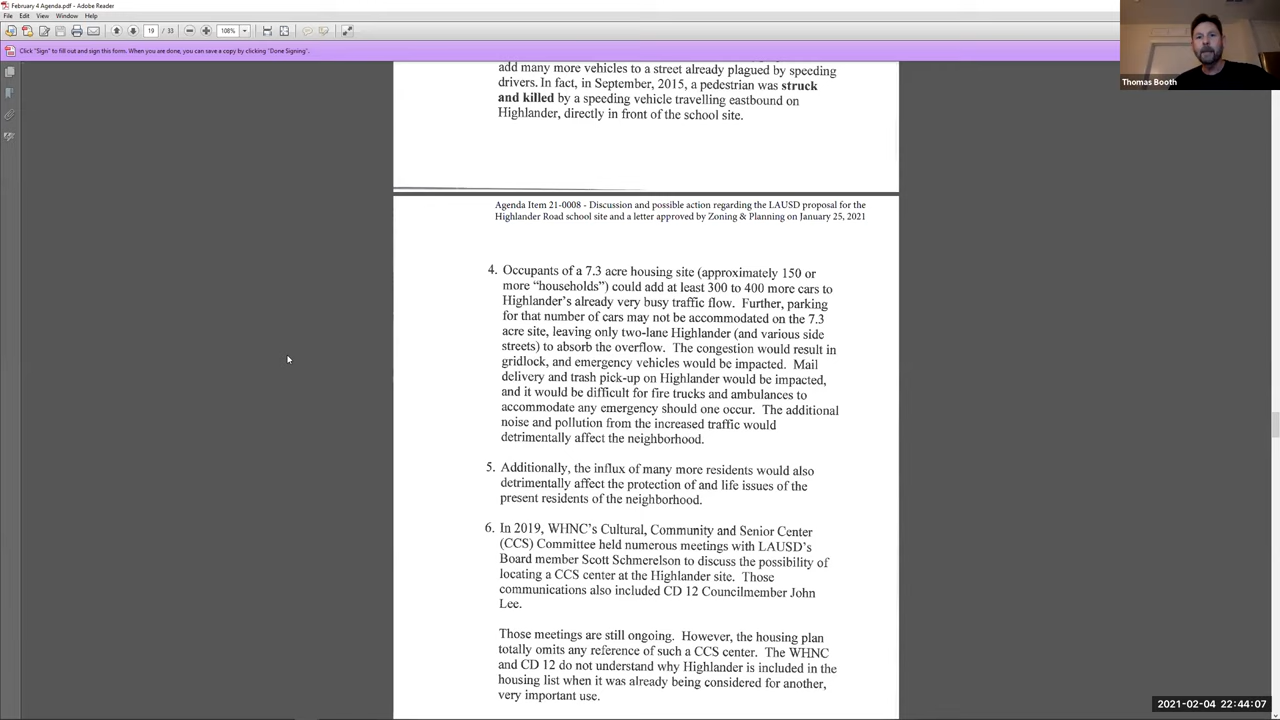 February 4 Agenda.pdf - Adobe Reader
File Edit View Window Help
19 / 33 108%
Click "Sign" to fill out and sign this form. When you are done, you can save a copy by clicking "Done Signing".
Thomas Booth
add many more vehicles to a street already plagued by speeding
drivers. In fact, in September, 2015, a pedestrian was struck
and killed by a speeding vehicle travelling eastbound on
Highlander, directly in front of the school site.
Agenda Item 21-0008 - Discussion and possible action regarding the LAUSD proposal for the
Highlander Road school site and a letter approved by Zoning & Planning on January 25, 2021
4. Occupants of a 7.3 acre housing site (approximately 150 or
more “households”) could add at least 300 to 400 more cars to
Highlander’s already very busy traffic flow. Further, parking
for that number of cars may not be accommodated on the 7.3
acre site, leaving only two-lane Highlander (and various side
streets) to absorb the overflow. The congestion would result in
gridlock, and emergency vehicles would be impacted. Mail
delivery and trash pick-up on Highlander would be impacted,
and it would be difficult for fire trucks and ambulances to
accommodate any emergency should one occur. The additional
noise and pollution from the increased traffic would
detrimentally affect the neighborhood.
5. Additionally, the influx of many more residents would also
detrimentally affect the protection of and life issues of the
present residents of the neighborhood.
6. In 2019, WHNC’s Cultural, Community and Senior Center
(CCS) Committee held numerous meetings with LAUSD’s
Board member Scott Schmerelson to discuss the possibility of
locating a CCS center at the Highlander site. Those
communications also included CD 12 Councilmember John
Lee.
Those meetings are still ongoing. However, the housing plan
totally omits any reference of such a CCS center. The WHNC
and CD 12 do not understand why Highlander is included in the
housing list when it was already being considered for another,
very important use.
2021-02-04 22:44:07